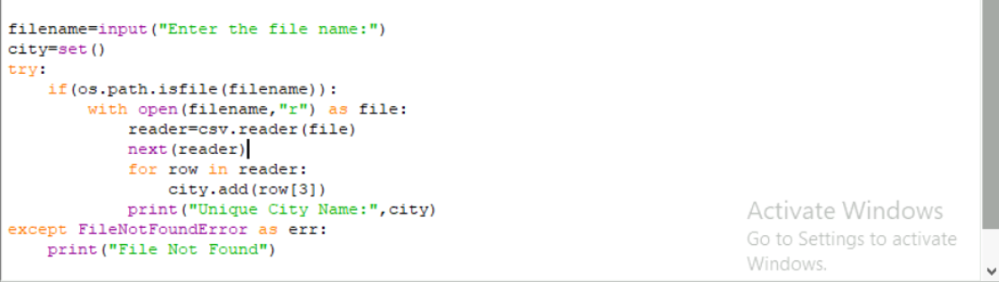 filename=input("Enter the file name:")
city=set()
try:
    if(os.path.isfile(filename)):
        with open(filename,"r") as file:
            reader=csv.reader(file)
            next(reader)
            for row in reader:
                city.add(row[3])
            print("Unique City Name:",city)
except FileNotFoundError as err:
    print("File Not Found")
Activate Windows
Go to Settings to activate
Windows.